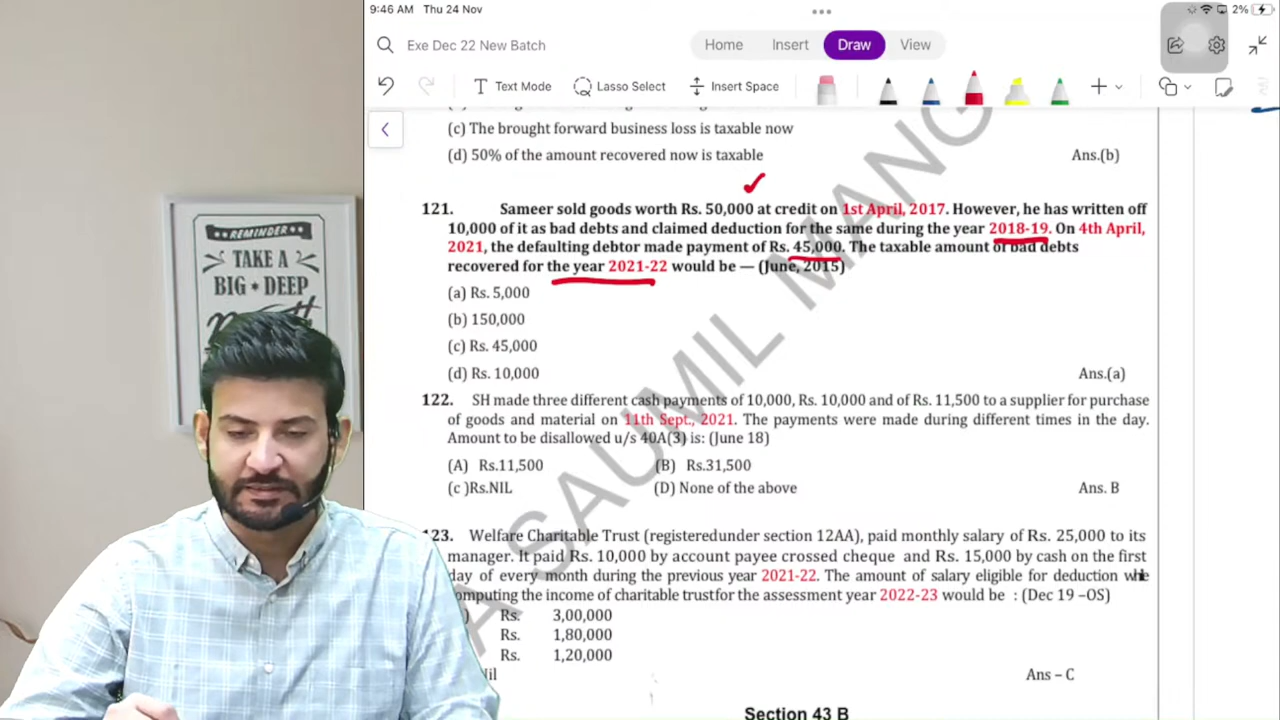 9:46 AM Thu 24 Nov
2%
Exe Dec 22 New Batch
Home Insert Draw View
Text Mode Lasso Select Insert Space
(c) The brought forward business loss is taxable now
(d) 50% of the amount recovered now is taxable Ans.(b)
121. Sameer sold goods worth Rs. 50,000 at credit on 1st April, 2017. However, he has written off
10,000 of it as bad debts and claimed deduction for the same during the year 2018-19. On 4th April,
2021, the defaulting debtor made payment of Rs. 45,000. The taxable amount of bad debts
recovered for the year 2021-22 would be — (June, 2015)
(a) Rs. 5,000
(b) 150,000
(c) Rs. 45,000
(d) Rs. 10,000 Ans.(a)
122. SH made three different cash payments of 10,000, Rs. 10,000 and of Rs. 11,500 to a supplier for purchase
of goods and material on 11th Sept., 2021. The payments were made during different times in the day.
Amount to be disallowed u/s 40A(3) is: (June 18)
(A) Rs.11,500 (B) Rs.31,500
(c )Rs.NIL (D) None of the above Ans. B
123. Welfare Charitable Trust (registeredunder section 12AA), paid monthly salary of Rs. 25,000 to its
manager. It paid Rs. 10,000 by account payee crossed cheque and Rs. 15,000 by cash on the first
day of every month during the previous year 2021-22. The amount of salary eligible for deduction while
computing the income of charitable trustfor the assessment year 2022-23 would be : (Dec 19 –OS)
Rs. 3,00,000
Rs. 1,80,000
Rs. 1,20,000
Nil Ans – C
Section 43 B
SAUMIL MANG
REMINDER
TAKE A
BIG DEEP